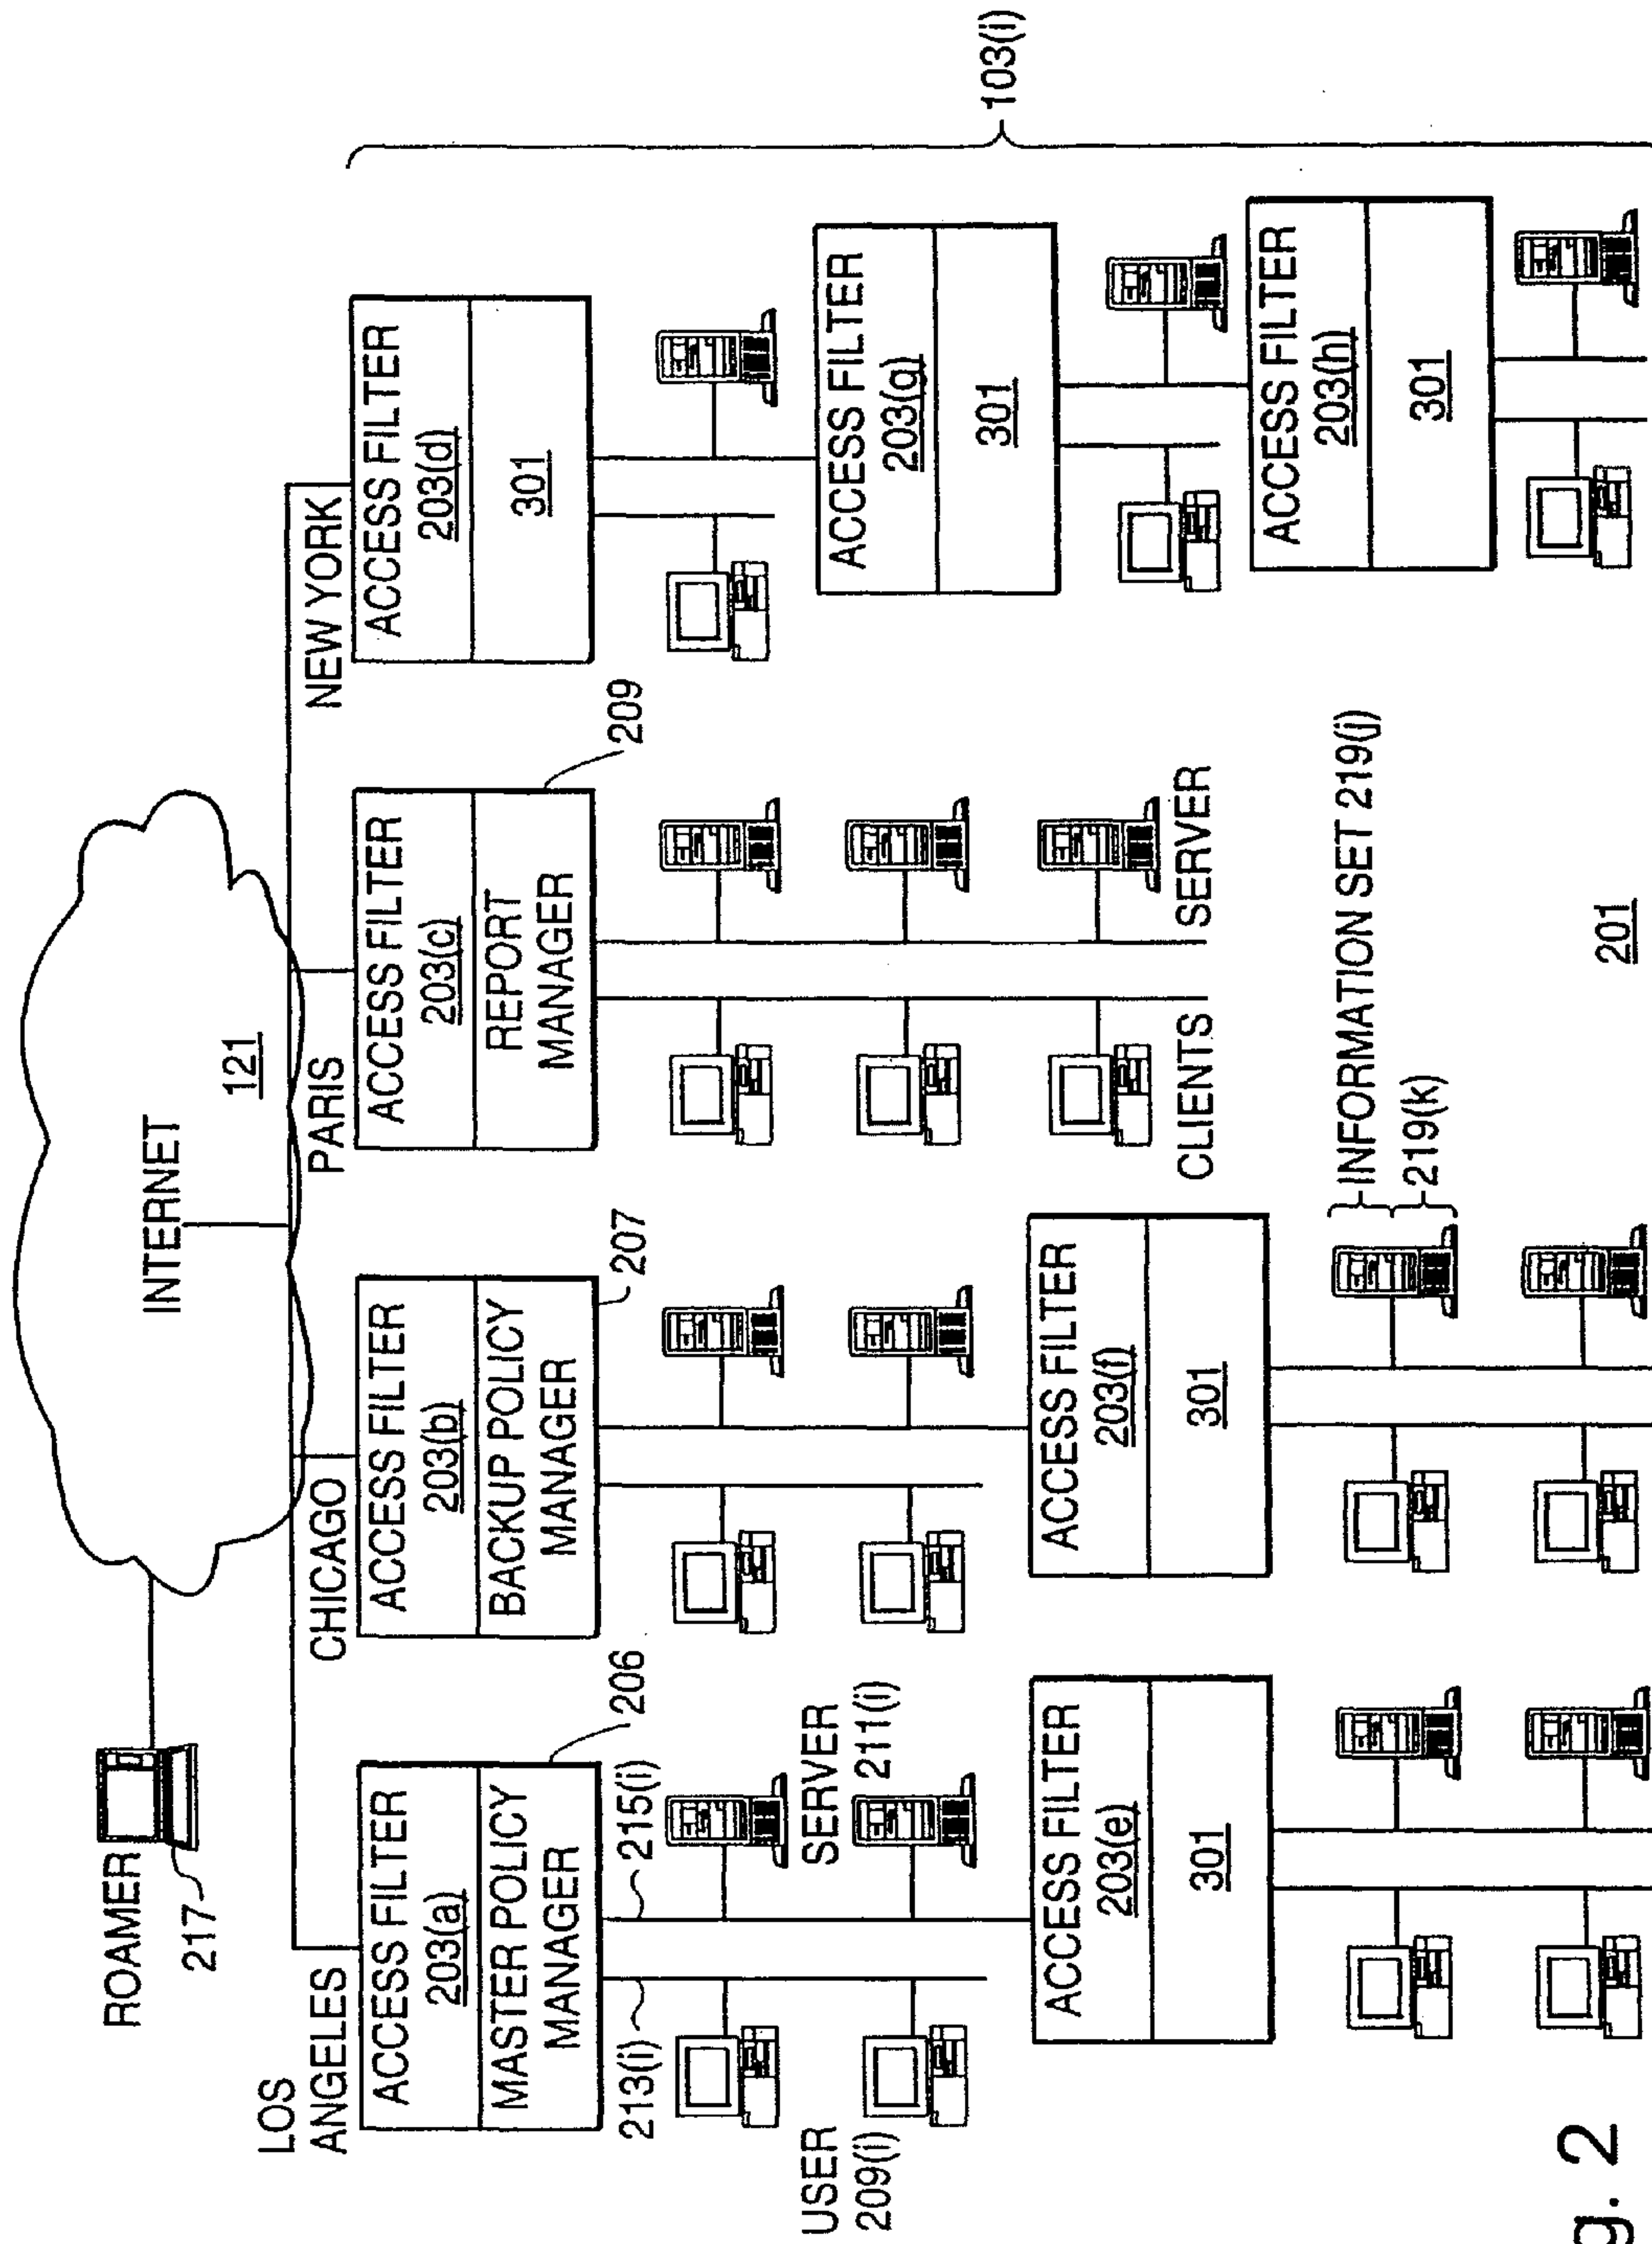 ROAMER
217
INTERNET
121
LOS
ANGELES
CHICAGO
PARIS
NEW YORK
ACCESS FILTER
203(a)
MASTER POLICY
MANAGER
206
ACCESS FILTER
203(b)
BACKUP POLICY
MANAGER
207
ACCESS FILTER
203(c)
REPORT
MANAGER
209
ACCESS FILTER
203(d)
301
213(i)
215(i)
USER
209(i)
SERVER
211(i)
CLIENTS
SERVER
ACCESS FILTER
203(e)
301
ACCESS FILTER
203(f)
301
ACCESS FILTER
203(g)
301
ACCESS FILTER
203(h)
301
INFORMATION SET 219(j)
219(k)
103(i)
201
g. 2